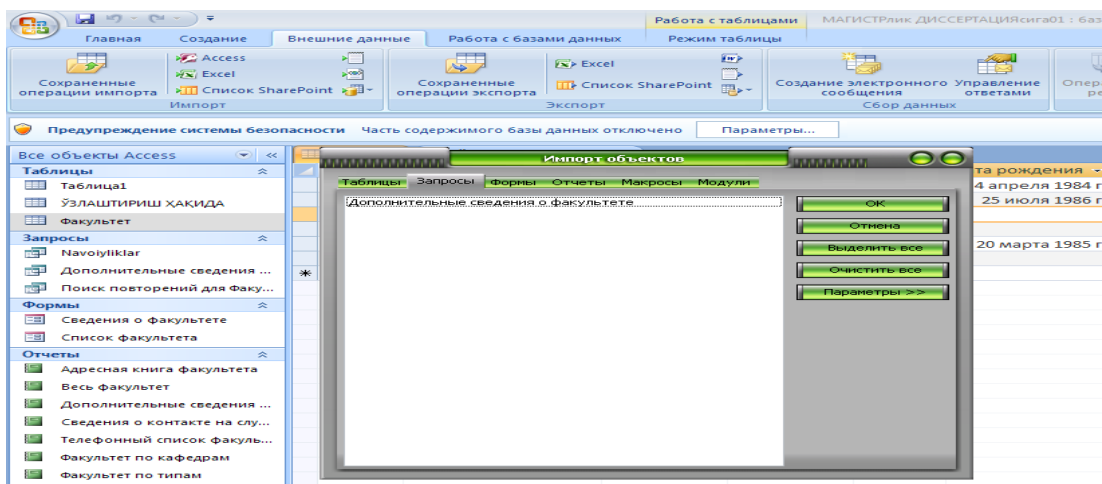 Работа с таблицами МАГИСТРлик ДИССЕРТАЦИЯсига01 : баз
Главная Создание Внешние данные Работа с базами данных Режим таблицы
Сохраненные операции импорта
Access
Excel
Список SharePoint
Импорт
Сохраненные операции экспорта
Excel
Список SharePoint
Экспорт
Создание электронного сообщения
Управление ответами
Сбор данных
Опер
Предупреждение системы безопасности Часть содержимого базы данных отключено Параметры...
Все объекты Access
Таблицы
Таблица1
ЎЗЛАШТИРИШ ҲАҚИДА
Факультет
Запросы
Navoiyliklar
Дополнительные сведения ...
Поиск повторений для Факу...
Формы
Сведения о факультете
Список факультета
Отчеты
Адресная книга факультета
Весь факультет
Дополнительные сведения ...
Сведения о контакте на слу...
Телефонный список факуль...
Факультет по кафедрам
Факультет по типам
Импорт объектов
Таблицы Запросы Формы Отчеты Макросы Модули
Дополнительные сведения о факультете
ОК
Отмена
Выделить все
Очистить все
Параметры >>
та рождения
4 апреля 1984 г
25 июля 1986 г
20 марта 1985 г